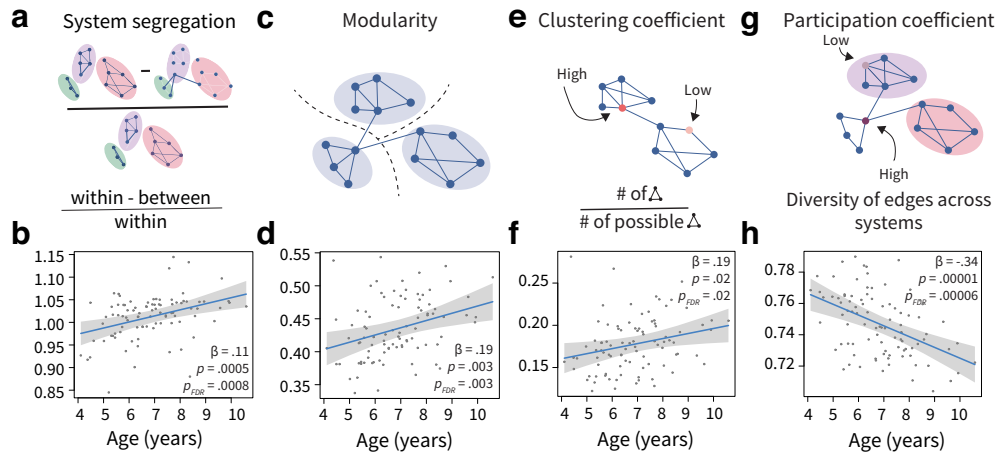 a
System segregation
-
within - between
within
c
Modularity
e
Clustering coefficient
High
Low
# of
# of possible
g
Participation coefficient
Low
High
Diversity of edges across
systems
b
1.15
1.10
1.05
1.00
0.95
0.90
0.85
β = .11
p = .0005
pFDR = .0008
4 5 6 7 8 9 10
Age (years)
d
0.55
0.50
0.45
0.40
0.35
β = .19
p = .003
pFDR = .003
4 5 6 7 8 9 10
Age (years)
f
0.25
0.20
0.15
β = .19
p = .02
pFDR = .02
4 5 6 7 8 9 10
Age (years)
h
0.78
0.76
0.74
0.72
β = -.34
p = .00001
pFDR = .00006
4 5 6 7 8 9 10
Age (years)